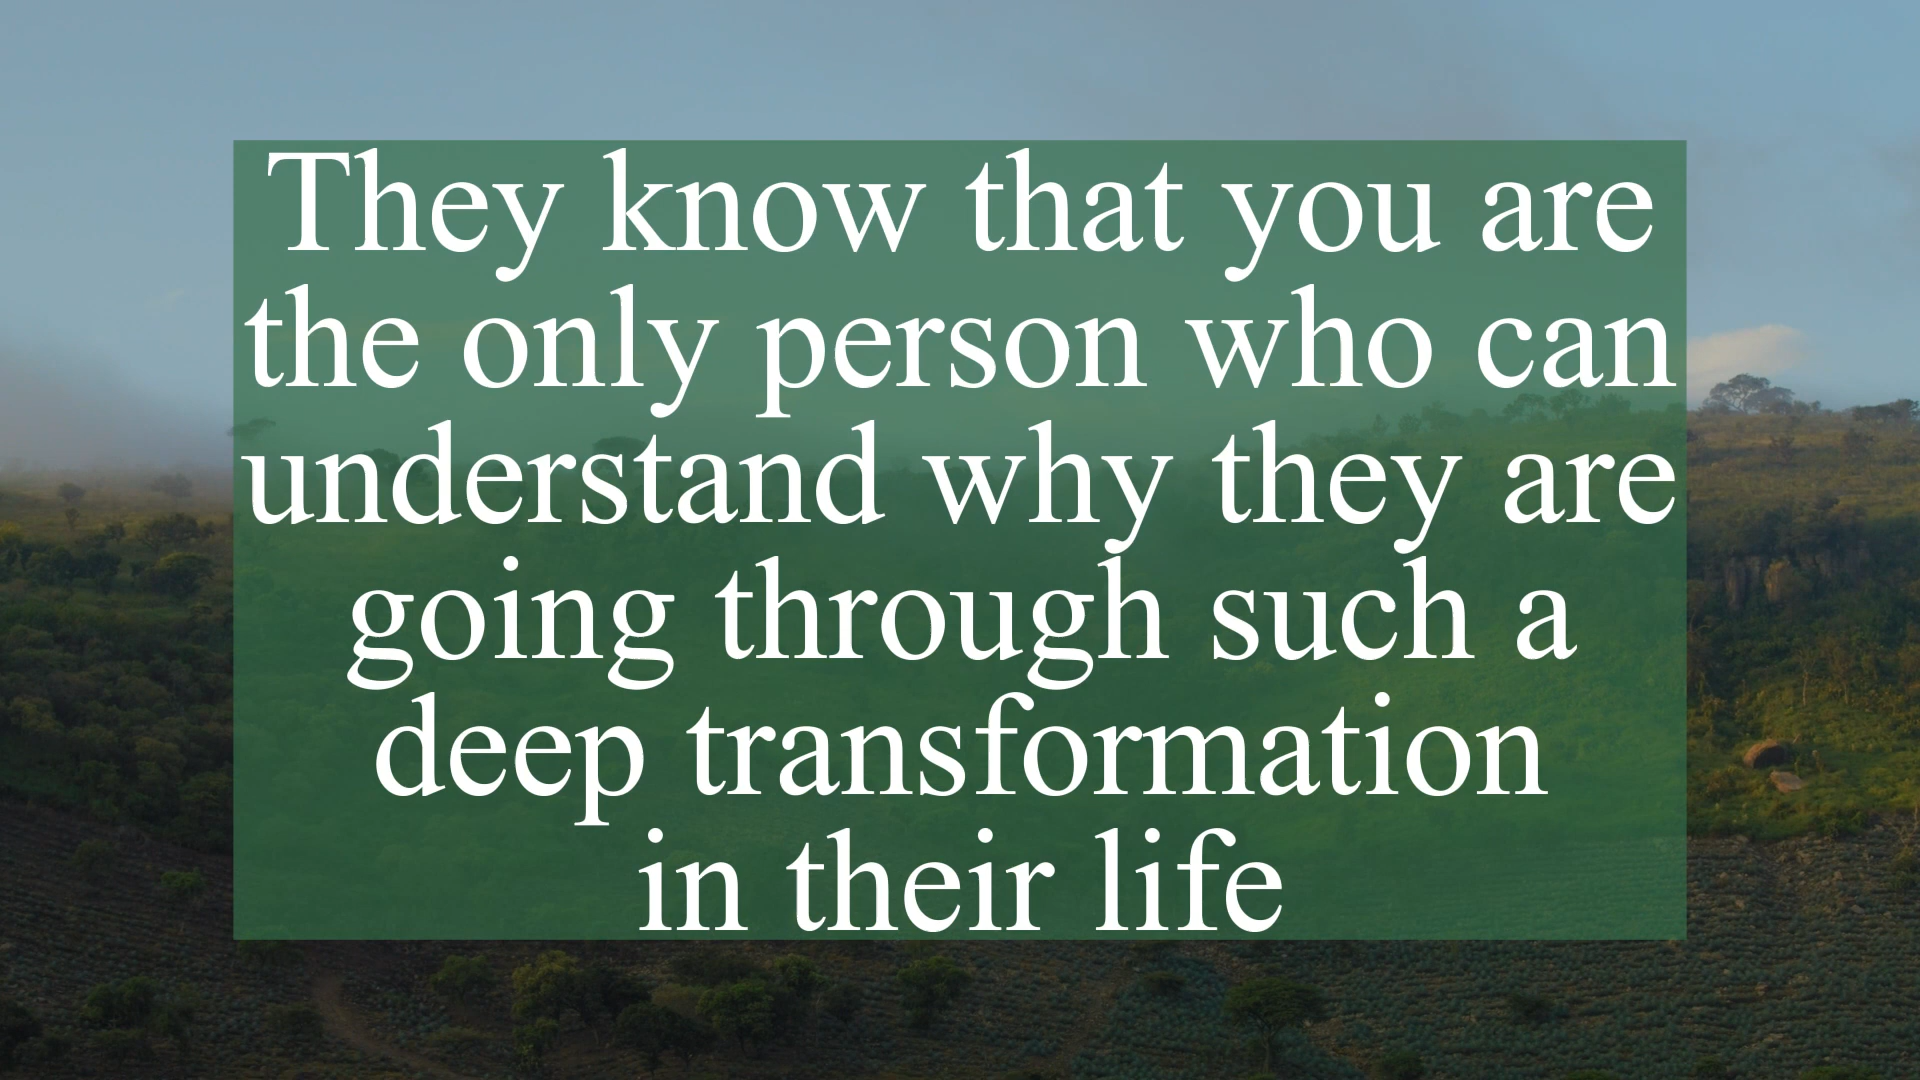 They know that you are
the only person who can
understand why they are
going through such a
deep transformation
in their life